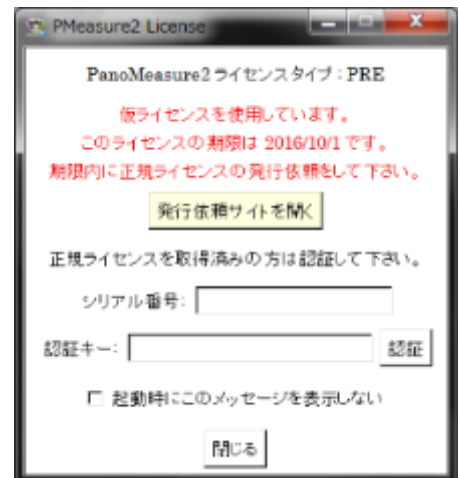 PMeasure2 License
PanoMeasure2 ライセンスタイプ：PRE
仮ライセンスを使用しています。
このライセンスの期限は 2016/10/1 です。
期限内に正規ライセンスの発行依頼をして下さい。
発行依頼サイトを開く
正規ライセンスを取得済みの方は認証して下さい。
シリアル番号：
認証キー： 認証
起動時にこのメッセージを表示しない
閉じる